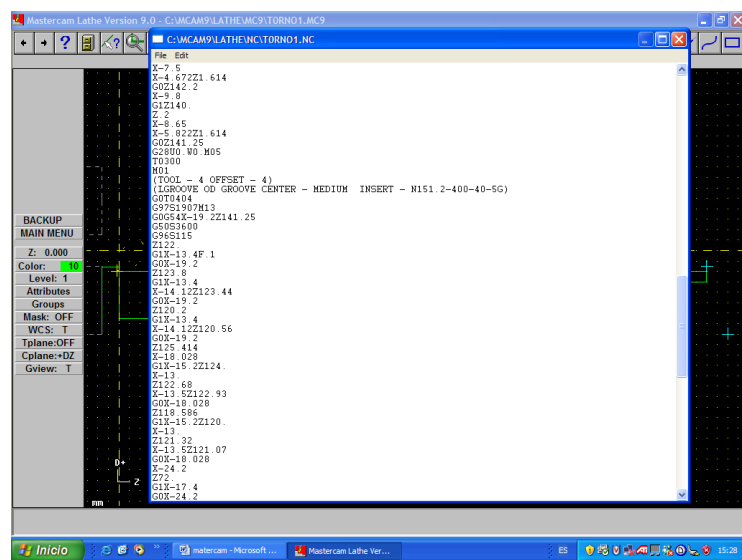 Mastercam Lathe Version 9.0 - C:\MCAM9\LATHE\MC9\TORNO1.MC9
C:\MCAM9\LATHE\NC\TORNO1.NC
File Edit
X-7.5
X-4.672Z1.614
G0Z142.2
X-9.8
G1Z140.
Z.2
X-8.65
X-5.822Z1.614
G0Z141.25
G28U0.W0.M05
T0300
M01
(TOOL - 4 OFFSET - 4)
(LGROOVE OD GROOVE CENTER - MEDIUM INSERT - N151.2-400-40-5G)
G0T0404
G97S1907M13
G0G54X-19.2Z141.25
G50S3600
G96S115
Z122.
G1X-13.4F.1
G0X-19.2
Z123.8
G1X-13.4
X-14.12Z123.44
G0X-19.2
Z120.2
G1X-13.4
X-14.12Z120.56
G0X-19.2
Z125.414
X-18.028
G1X-15.2Z124.
X-13.
Z122.68
X-13.5Z122.93
G0X-18.028
Z118.586
G1X-15.2Z120.
X-13.
Z121.32
X-13.5Z121.07
G0X-18.028
X-24.2
Z72.
G1X-17.4
G0X-24.2
BACKUP
MAIN MENU
Z: 0.000
Color: 10
Level: 1
Attributes
Groups
Mask: OFF
WCS: T
Tplane:OFF
Cplane:+DZ
Gview: T
D+
Z
mm
Inicio
matercam - Microsoft ...
Mastercam Lathe Ver...
ES
15:28